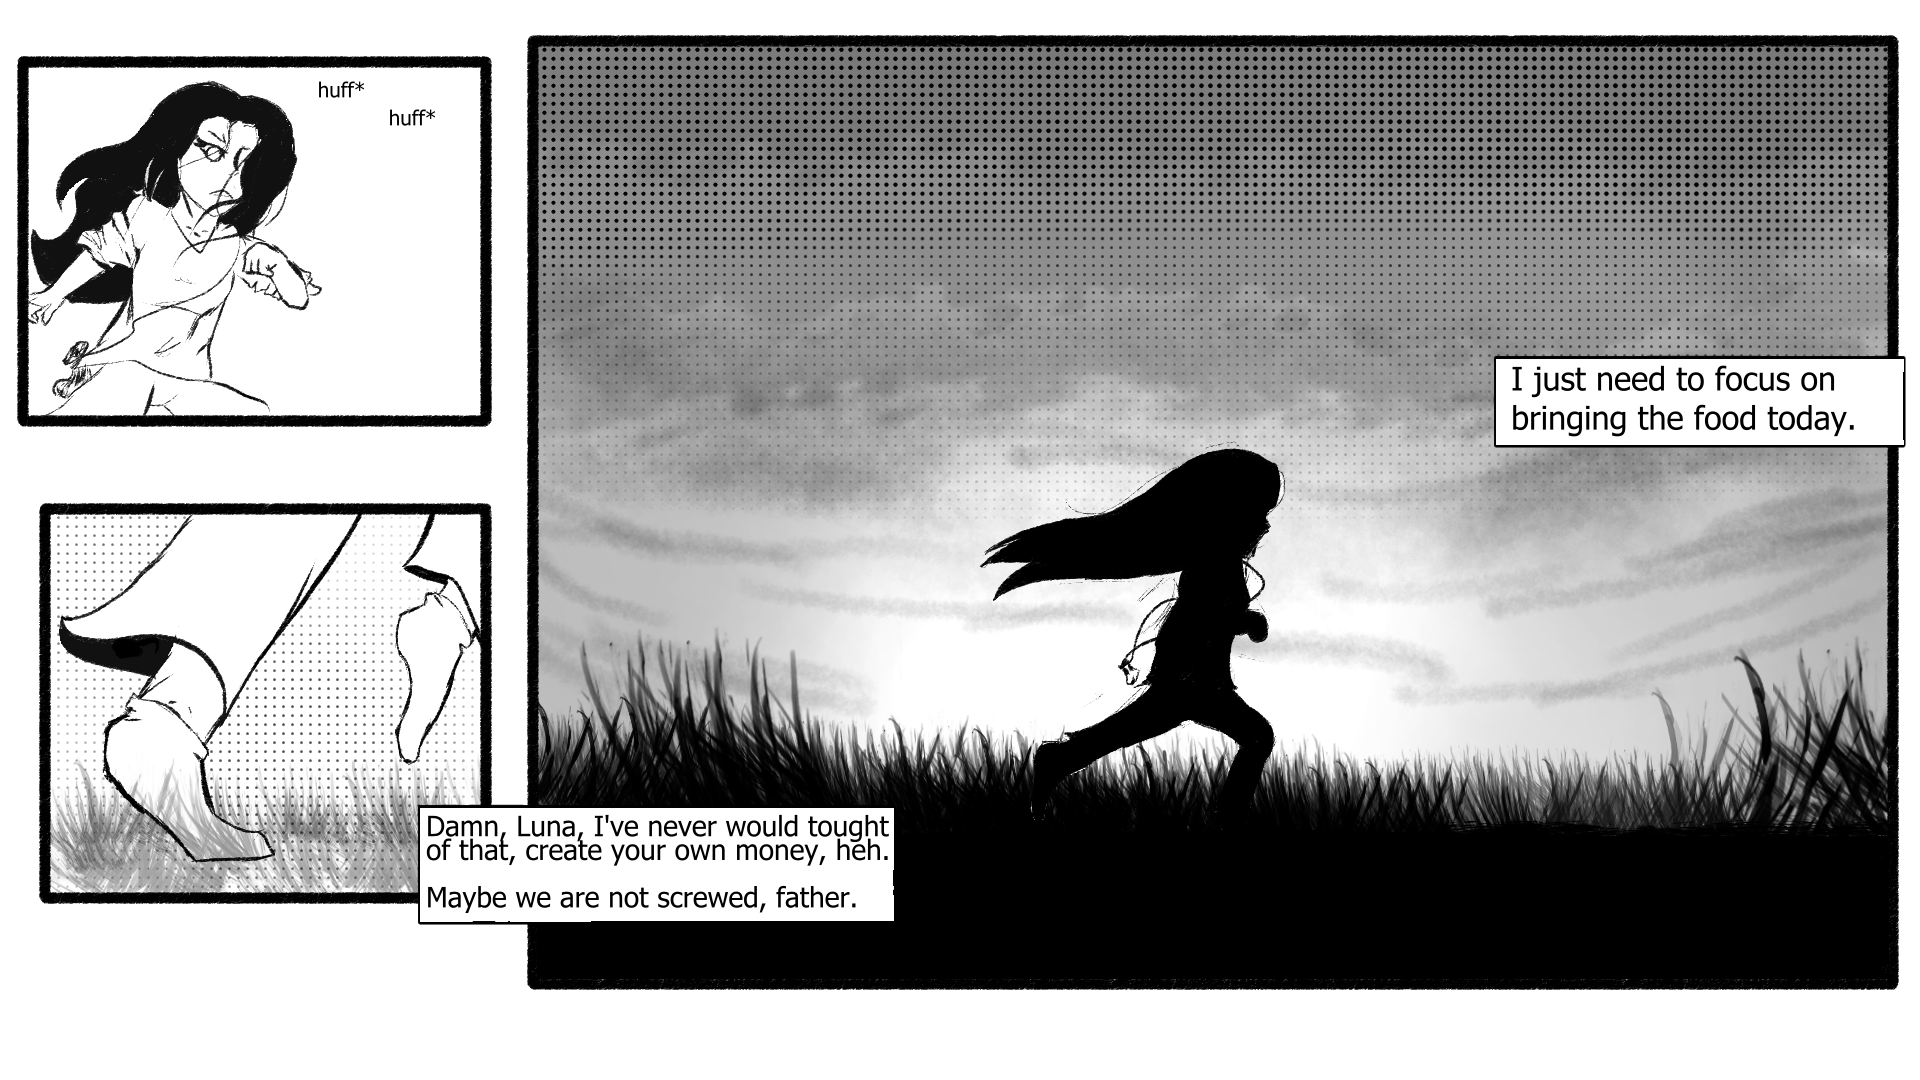 huff*
huff*
Damn, Luna, I've never would tought
of that, create your own money, heh.
Maybe we are not screwed, father.
I just need to focus on
bringing the food today.